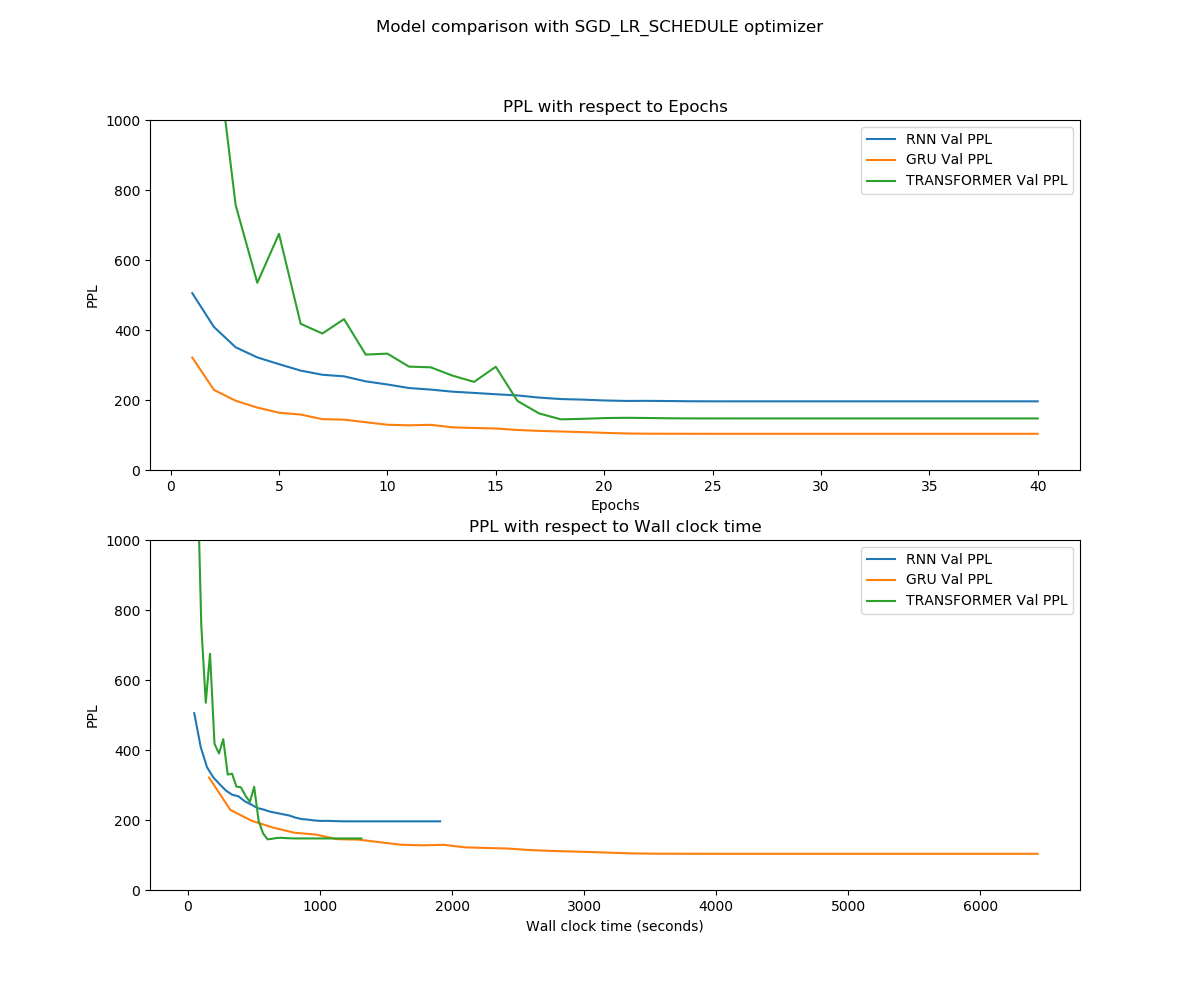 Model comparison with SGD_LR_SCHEDULE optimizer
PPL with respect to Epochs
1000
800
600
400
200
0
PPL
RNN Val PPL
GRU Val PPL
TRANSFORMER Val PPL
0 5 10 15 20 25 30 35 40
Epochs
PPL with respect to Wall clock time
1000
800
600
400
200
0
PPL
RNN Val PPL
GRU Val PPL
TRANSFORMER Val PPL
0 1000 2000 3000 4000 5000 6000
Wall clock time (seconds)